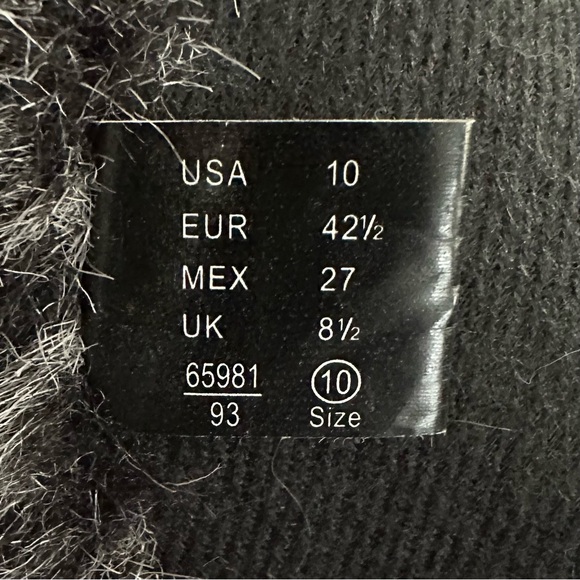 USA 10
EUR 42½
MEX 27
UK 8½
65981 10
93 Size